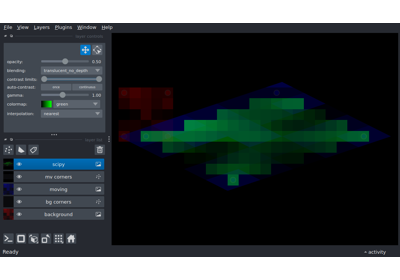 File View Layers Plugins Window Help
opacity: 0.50
blending: translucent_no_depth
contrast limits:
auto-contrast: once continuous
gamma: 1.00
colormap: green
interpolation: nearest
scipy
mv corners
moving
bg corners
background
Ready
activity